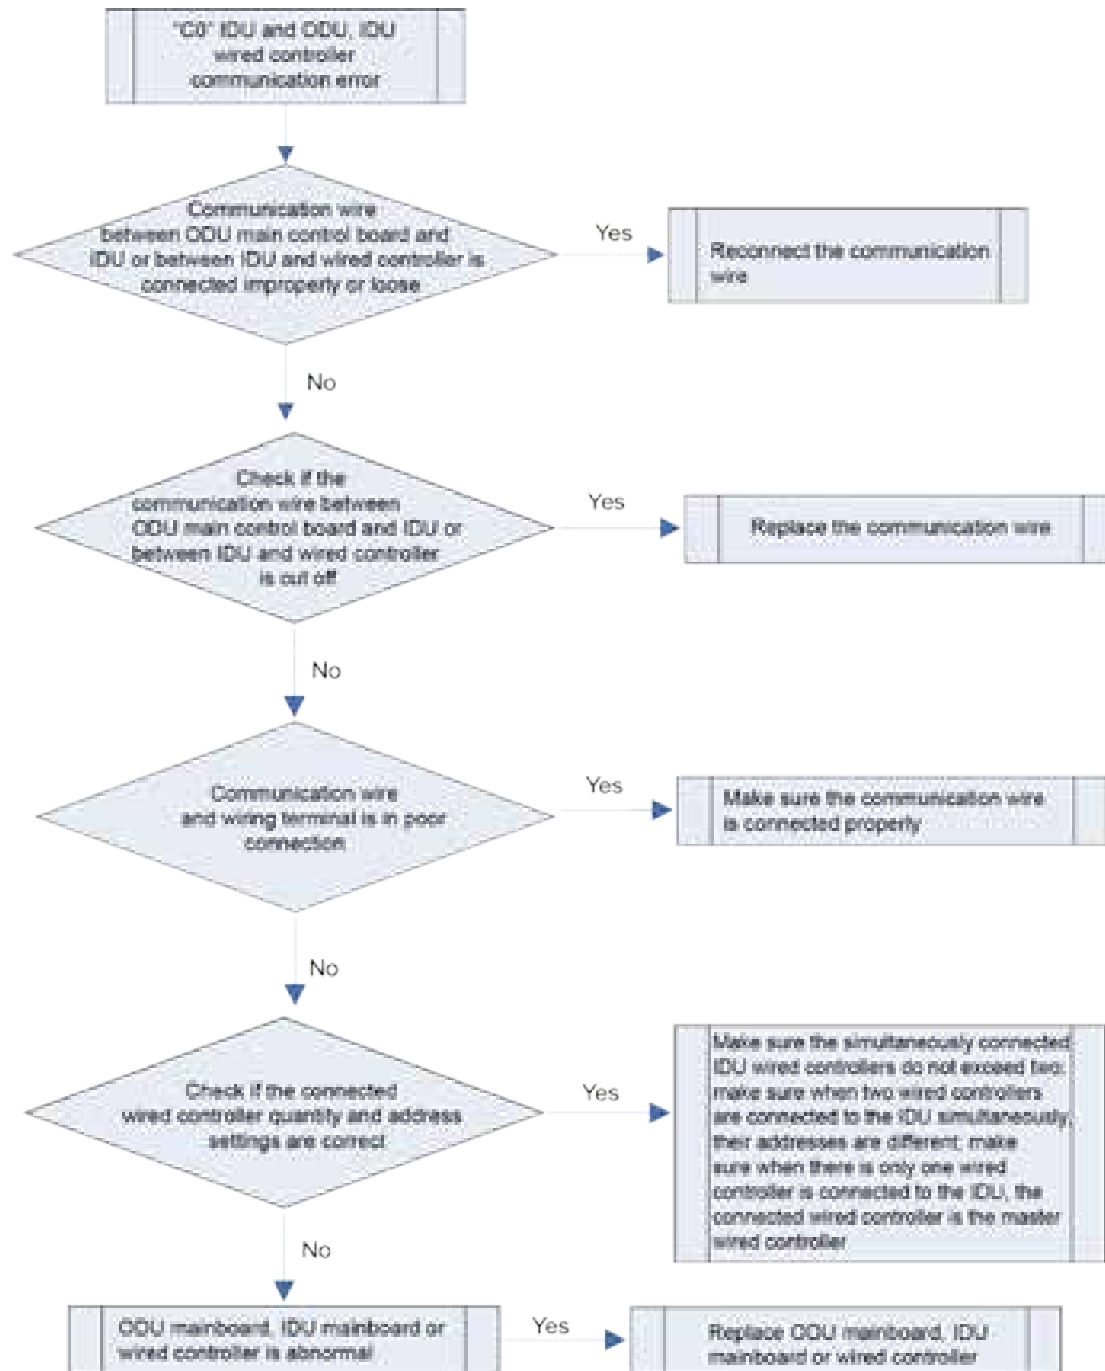 "C0" IDU and ODU, IDU
wired controller
communication error
Communication wire
between ODU main control board and
IDU or between IDU and wired controller is
connected improperly or loose
Yes
Reconnect the communication
wire
No
Check if the
communication wire between
ODU main control board and IDU or
between IDU and wired controller
is cut off
Yes
Replace the communication wire
No
Communication wire
and wiring terminal is in poor
connection
Yes
Make sure the communication wire
is connected properly
No
Check if the connected
wired controller quantity and address
settings are correct
Yes
Make sure the simultaneously connected
IDU wired controllers do not exceed two;
make sure when two wired controllers
are connected to the IDU simultaneously,
their addresses are different; make
sure when there is only one wired
controller is connected to the IDU, the
connected wired controller is the master
wired controller
No
ODU mainboard, IDU mainboard or
wired controller is abnormal
Yes
Replace ODU mainboard, IDU
mainboard or wired controller